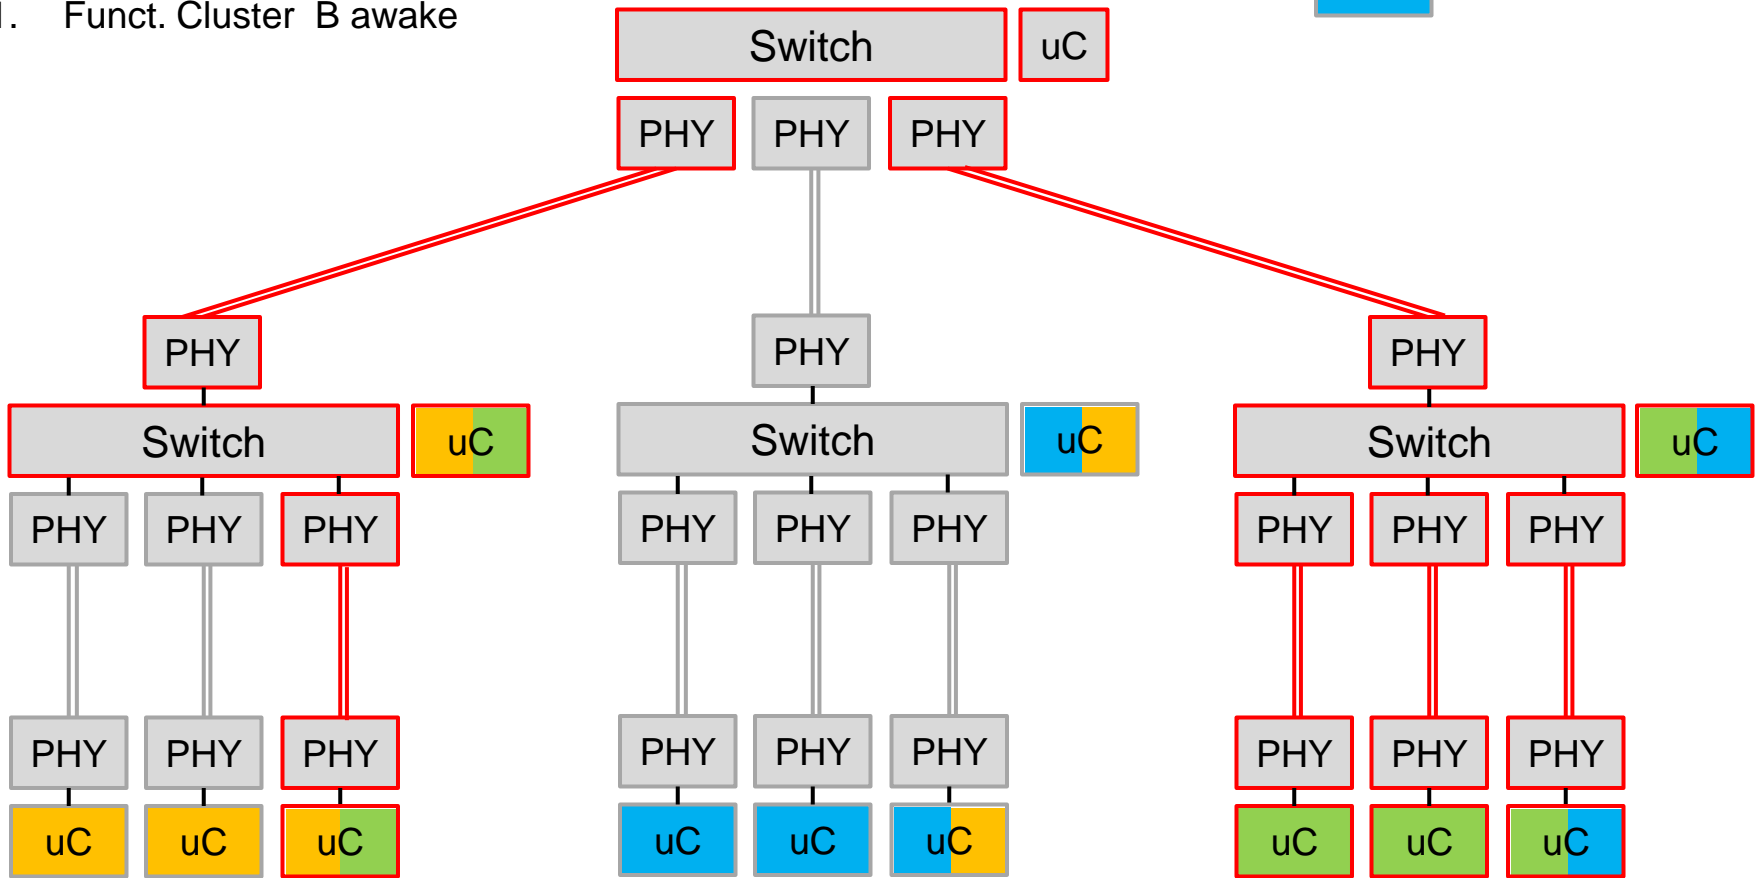 1. Funct. Cluster B awake
Switch uC
PHY PHY PHY
PHY PHY PHY
Switch uC Switch uC Switch uC
PHY PHY PHY PHY PHY PHY PHY PHY PHY
PHY PHY PHY PHY PHY PHY PHY PHY PHY
uC uC uC uC uC uC uC uC uC